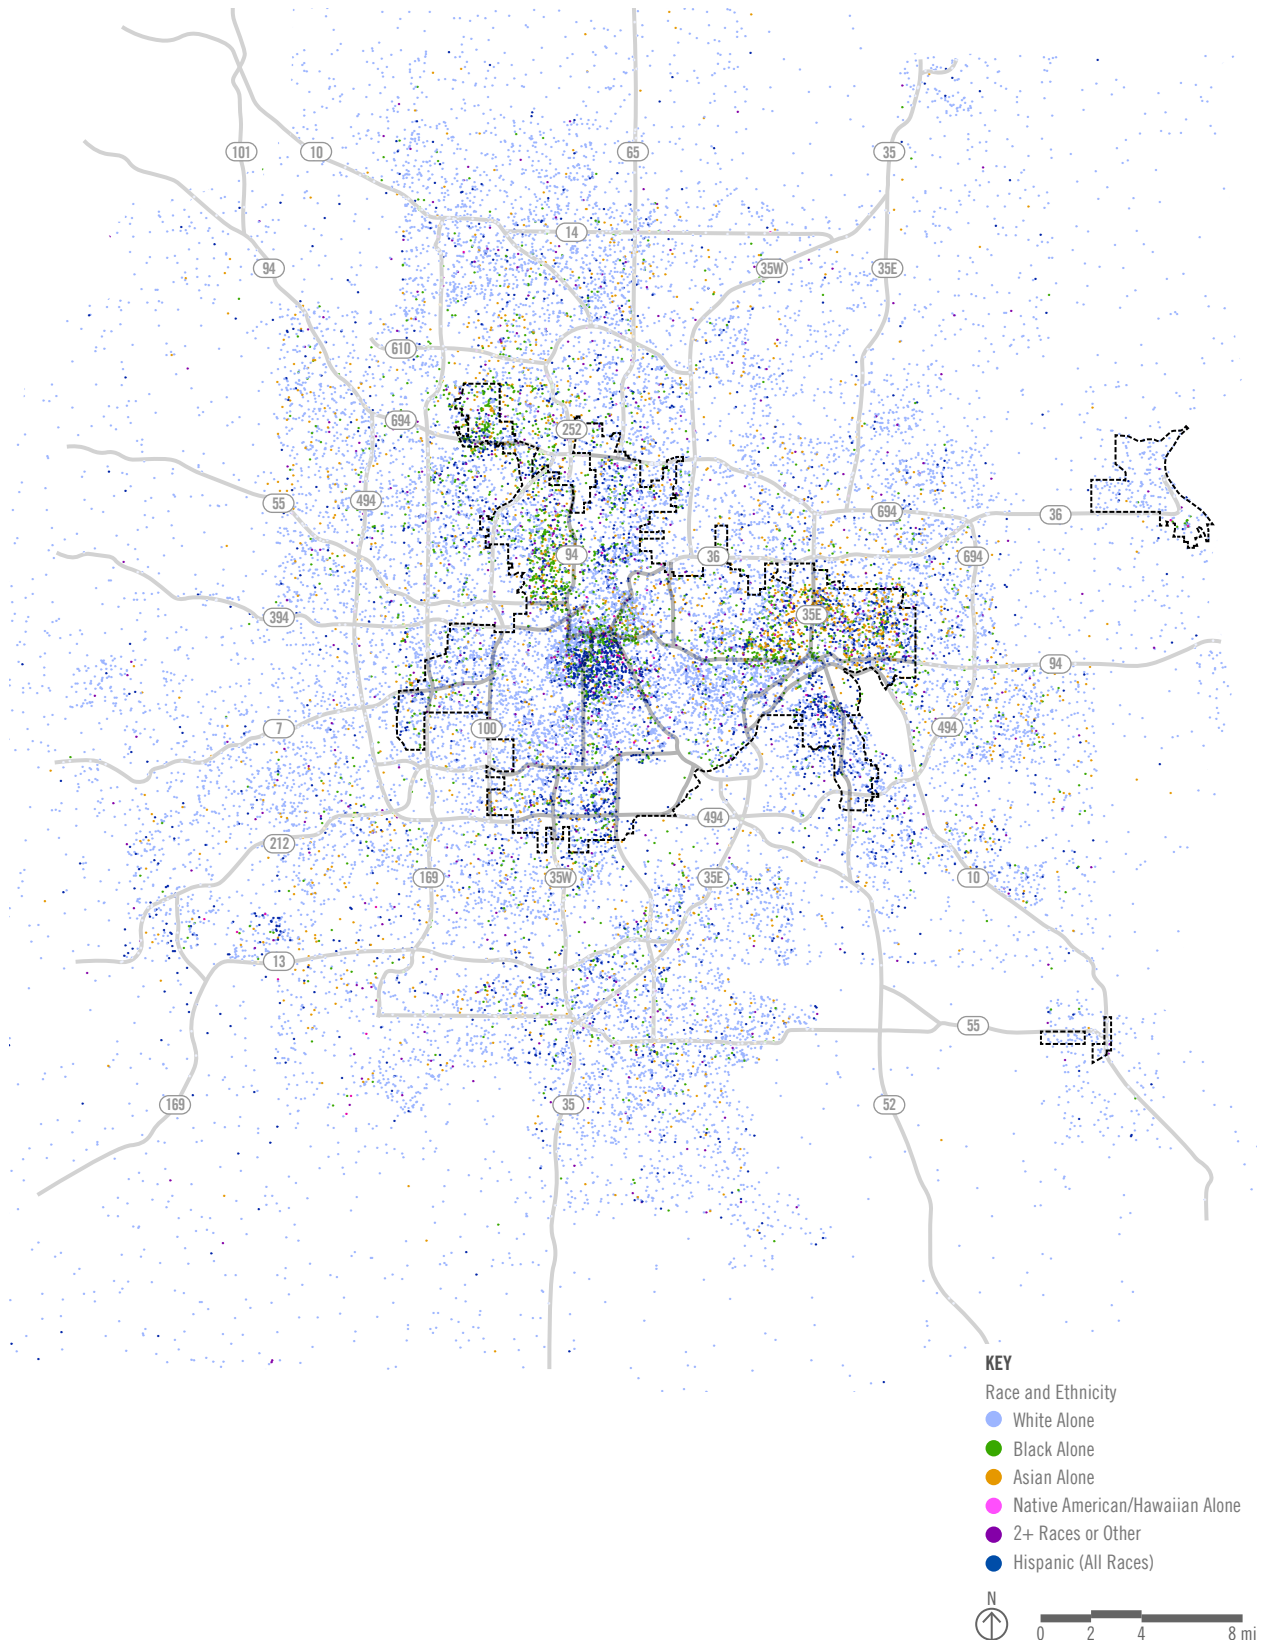 101
10
65
35
14
94
35W
35E
610
694
252
55
494
694
36
94
36
694
394
35E
94
7
100
494
494
212
169
35W
35E
10
13
55
169
35
52
KEY
Race and Ethnicity
White Alone
Black Alone
Asian Alone
Native American/Hawaiian Alone
2+ Races or Other
Hispanic (All Races)
N
0 2 4 8 mi